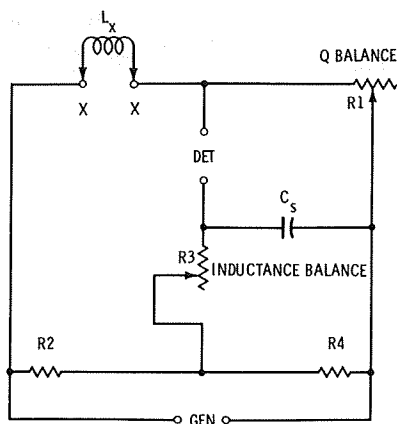 Lx
Q BALANCE
X X
R1
DET
Cs
R3
INDUCTANCE BALANCE
R2
R4
GEN